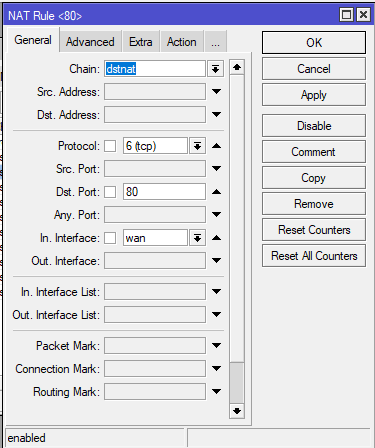 NAT Rule <80>
General Advanced Extra Action ... OK
Chain: dstnat Cancel
Src. Address: Apply
Dst. Address:
Disable
Protocol: 6 (tcp) Comment
Src. Port: Copy
Dst. Port: 80
Any. Port: Remove
In. Interface: wan Reset Counters
Out. Interface: Reset All Counters
In. Interface List:
Out. Interface List:
Packet Mark:
Connection Mark:
Routing Mark:
enabled